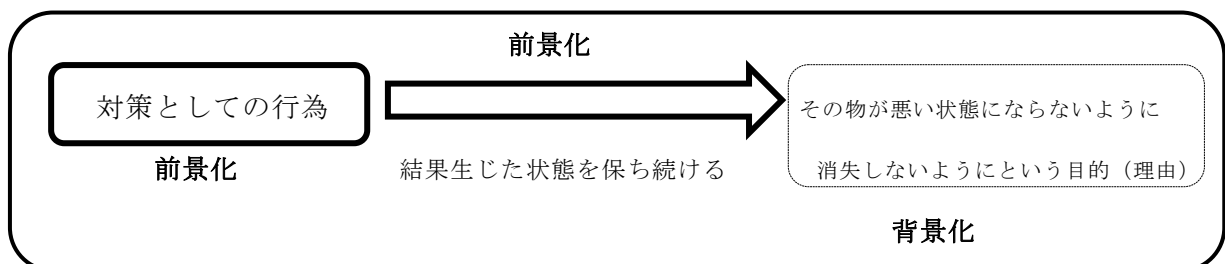 前景化
対策としての行為
その物が悪い状態にならないように
前景化
結果生じた状態を保ち続ける
消失しないようにという目的（理由）
背景化